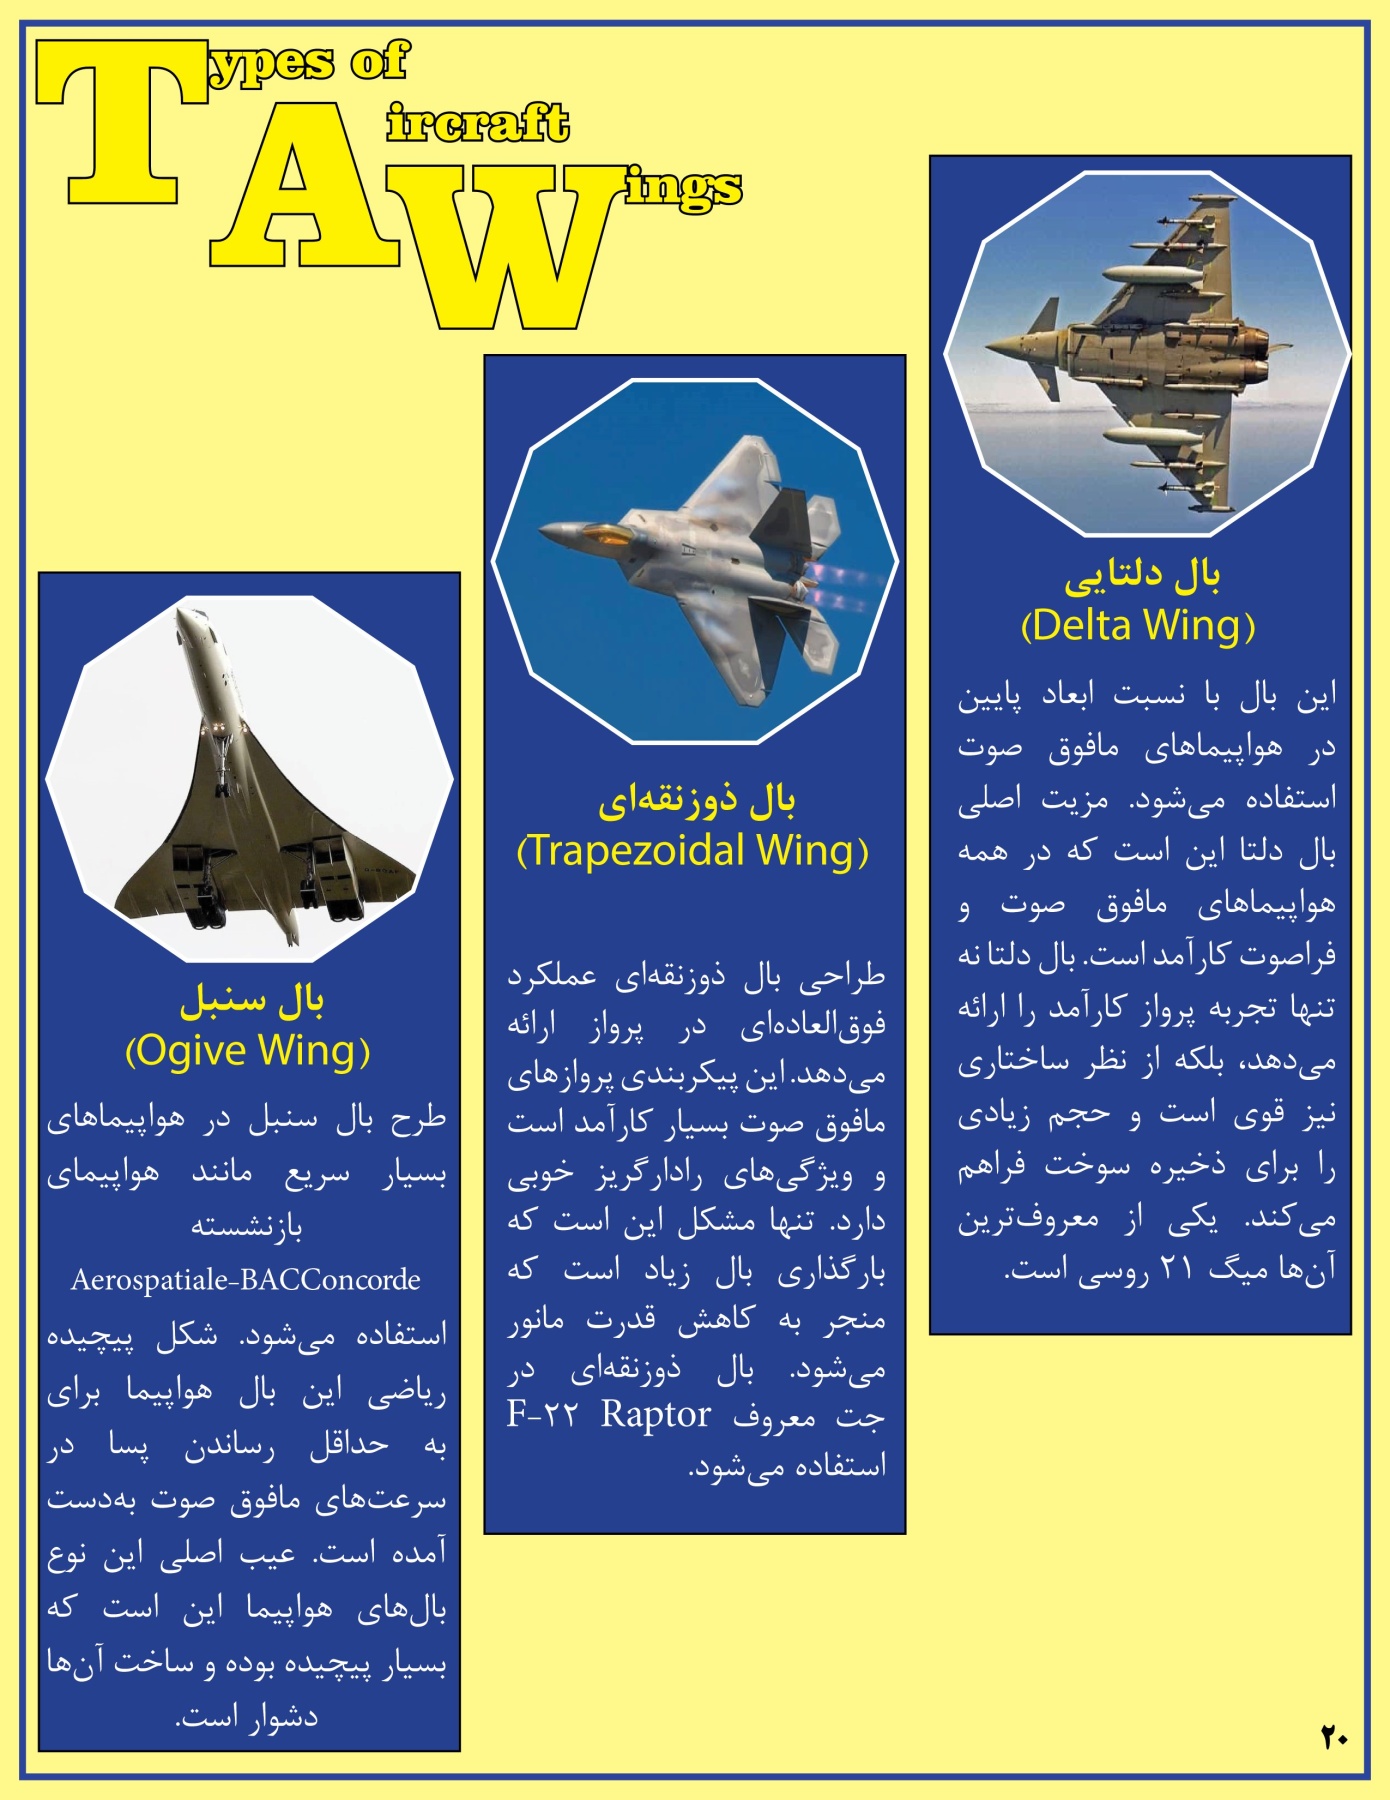 Types of
Aircraft
Wings
بال دلتایی
(Delta Wing)
این بال با نسبت ابعاد پایین
در هواپیماهای مافوق صوت
استفاده می‌شود. مزیت اصلی
بال دلتا این است که در همه
هواپیماهای مافوق صوت و
فراصوت کارآمد است. بال دلتا نه
تنها تجربه پرواز کارآمد را ارائه
می‌دهد، بلکه از نظر ساختاری
نیز قوی است و حجم زیادی
را برای ذخیره سوخت فراهم
می‌کند. یکی از معروف‌ترین
آن‌ها میگ ۲۱ روسی است.
بال ذوزنقه‌ای
(Trapezoidal Wing)
طراحی بال ذوزنقه‌ای عملکرد
فوق‌العاده‌ای در پرواز ارائه
می‌دهد. این پیکربندی پروازهای
مافوق صوت بسیار کارآمد است
و ویژگی‌های رادارگریز خوبی
دارد. تنها مشکل این است که
بارگذاری بال زیاد است که
منجر به کاهش قدرت مانور
می‌شود. بال ذوزنقه‌ای در
جت معروف F-۲۲ Raptor
استفاده می‌شود.
بال سنبل
(Ogive Wing)
طرح بال سنبل در هواپیماهای
بسیار سریع مانند هواپیمای
بازنشسته
Aerospatiale-BACConcorde
استفاده می‌شود. شکل پیچیده
ریاضی این بال هواپیما برای
به حداقل رساندن پسا در
سرعت‌های مافوق صوت به‌دست
آمده است. عیب اصلی این نوع
بال‌های هواپیما این است که
بسیار پیچیده بوده و ساخت آن‌ها
دشوار است.
۲۰